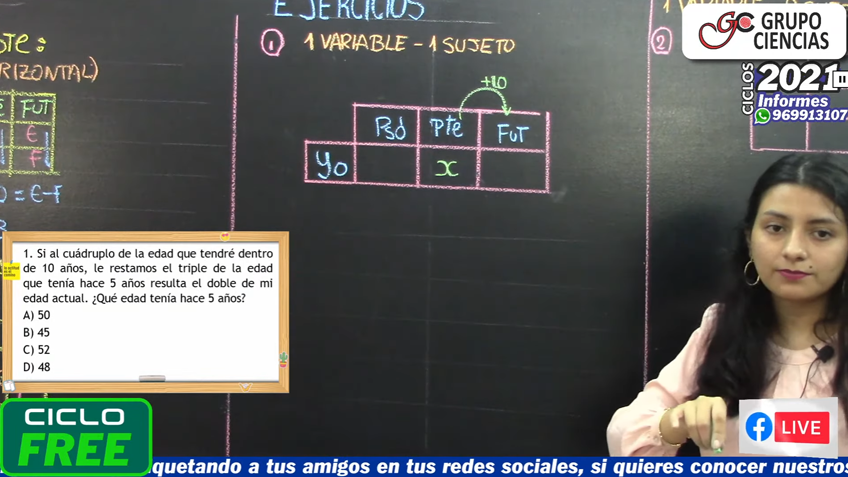 EJERCICIOS
OTE:
RIZONTAL)
FUT
E
F
= E-F
1
1 VARIABLE - 1 SUJETO
+10
Psd Pte FUT
Yo x
1
2
GC GRUPO
CIENCIAS
CICLOS 2021
Informes
969913107
1. Si al cuádruplo de la edad que tendré dentro
de 10 años, le restamos el triple de la edad
que tenía hace 5 años resulta el doble de mi
edad actual. ¿Qué edad tenía hace 5 años?
A) 50
B) 45
C) 52
D) 48
CICLO
FREE
LIVE
quetando a tus amigos en tus redes sociales, si quieres conocer nuestros